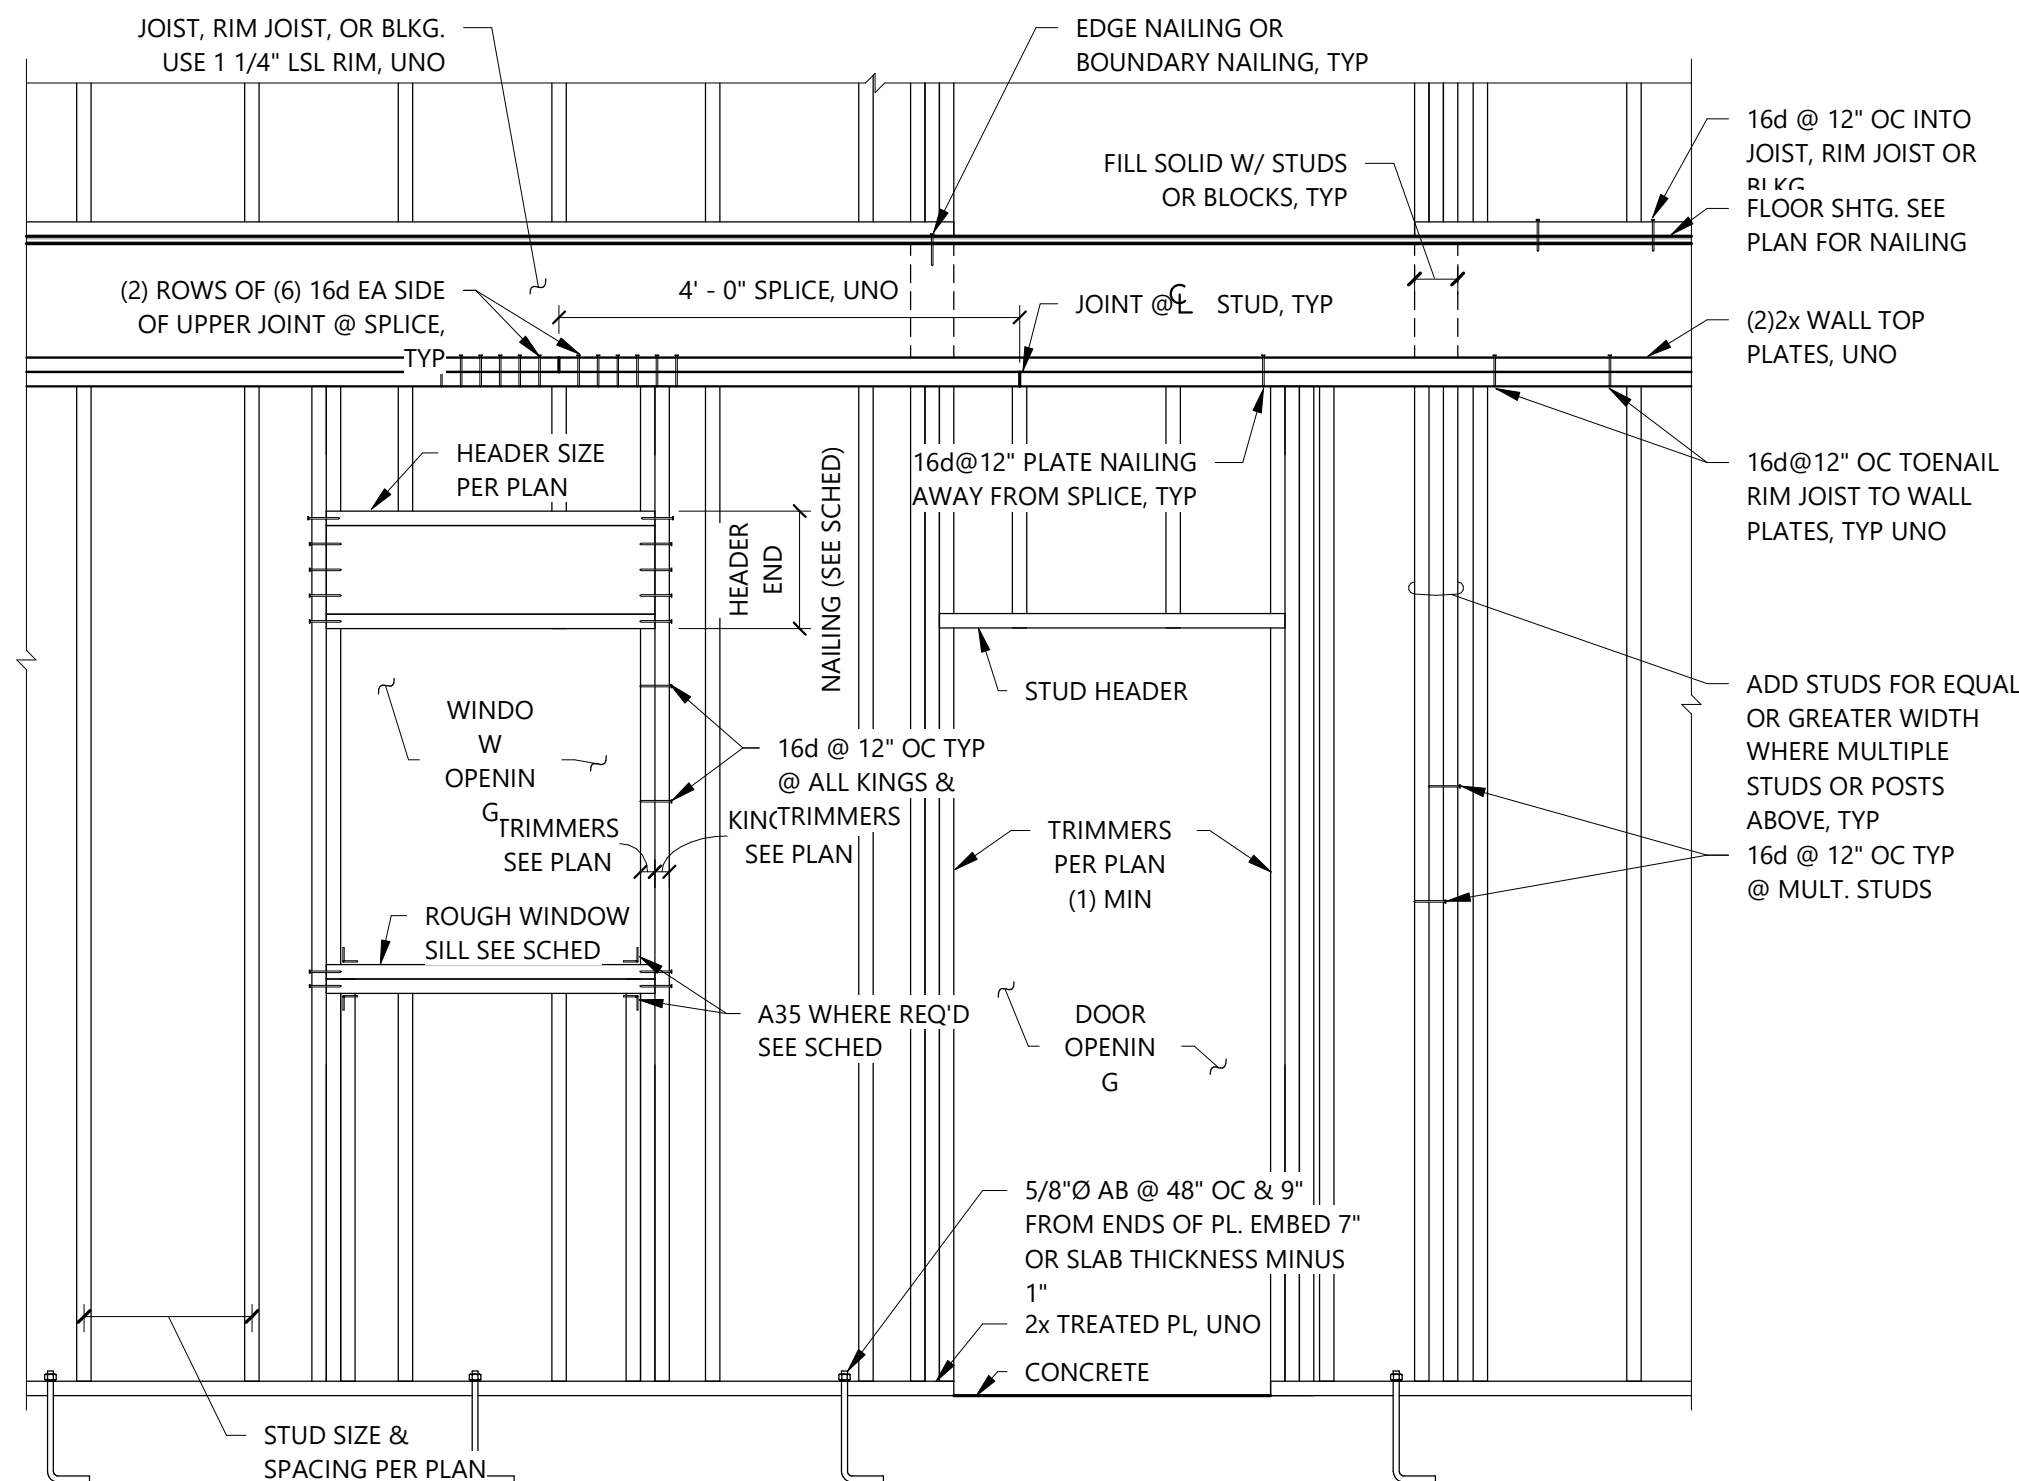 JOIST, RIM JOIST, OR BLKG.
USE 1 1/4" LSL RIM, UNO
EDGE NAILING OR
BOUNDARY NAILING, TYP
16d @ 12" OC INTO
JOIST, RIM JOIST OR
BLKG
FILL SOLID W/ STUDS
OR BLOCKS, TYP
FLOOR SHTG. SEE
PLAN FOR NAILING
(2) ROWS OF (6) 16d EA SIDE
OF UPPER JOINT @ SPLICE,
TYP
4' - 0" SPLICE, UNO
JOINT @ ℄ STUD, TYP
(2)2x WALL TOP
PLATES, UNO
HEADER SIZE
PER PLAN
HEADER
END
NAILING (SEE SCHED)
16d@12" PLATE NAILING
AWAY FROM SPLICE, TYP
16d@12" OC TOENAIL
RIM JOIST TO WALL
PLATES, TYP UNO
STUD HEADER
ADD STUDS FOR EQUAL
OR GREATER WIDTH
WHERE MULTIPLE
STUDS OR POSTS
ABOVE, TYP
WINDO
W
OPENIN
G
16d @ 12" OC TYP
@ ALL KINGS &
TRIMMERS
TRIMMERS
SEE PLAN
KING
SEE PLAN
TRIMMERS
PER PLAN
(1) MIN
16d @ 12" OC TYP
@ MULT. STUDS
ROUGH WINDOW
SILL SEE SCHED
A35 WHERE REQ'D
SEE SCHED
DOOR
OPENIN
G
5/8"Ø AB @ 48" OC & 9"
FROM ENDS OF PL. EMBED 7"
OR SLAB THICKNESS MINUS
1"
2x TREATED PL, UNO
CONCRETE
STUD SIZE &
SPACING PER PLAN